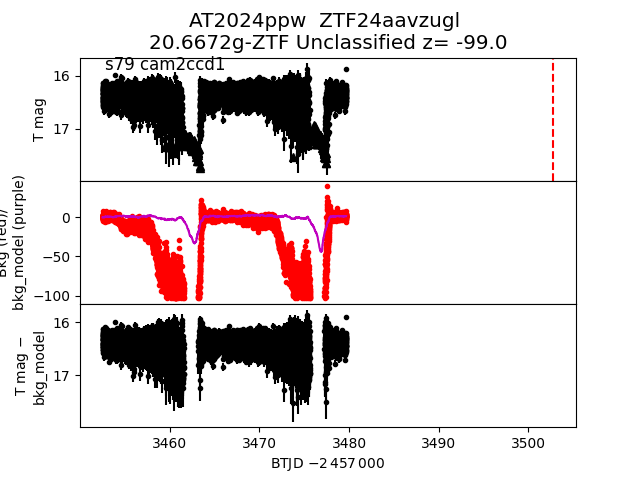 AT2024ppw  ZTF24aavzugl
20.6672g-ZTF Unclassified z= -99.0
s79 cam2ccd1
16
17
T mag
0
−50
−100
Bkg (red)/
bkg_model (purple)
16
17
T mag −
bkg_model
3460 3470 3480 3490 3500
BTJD −2 457 000